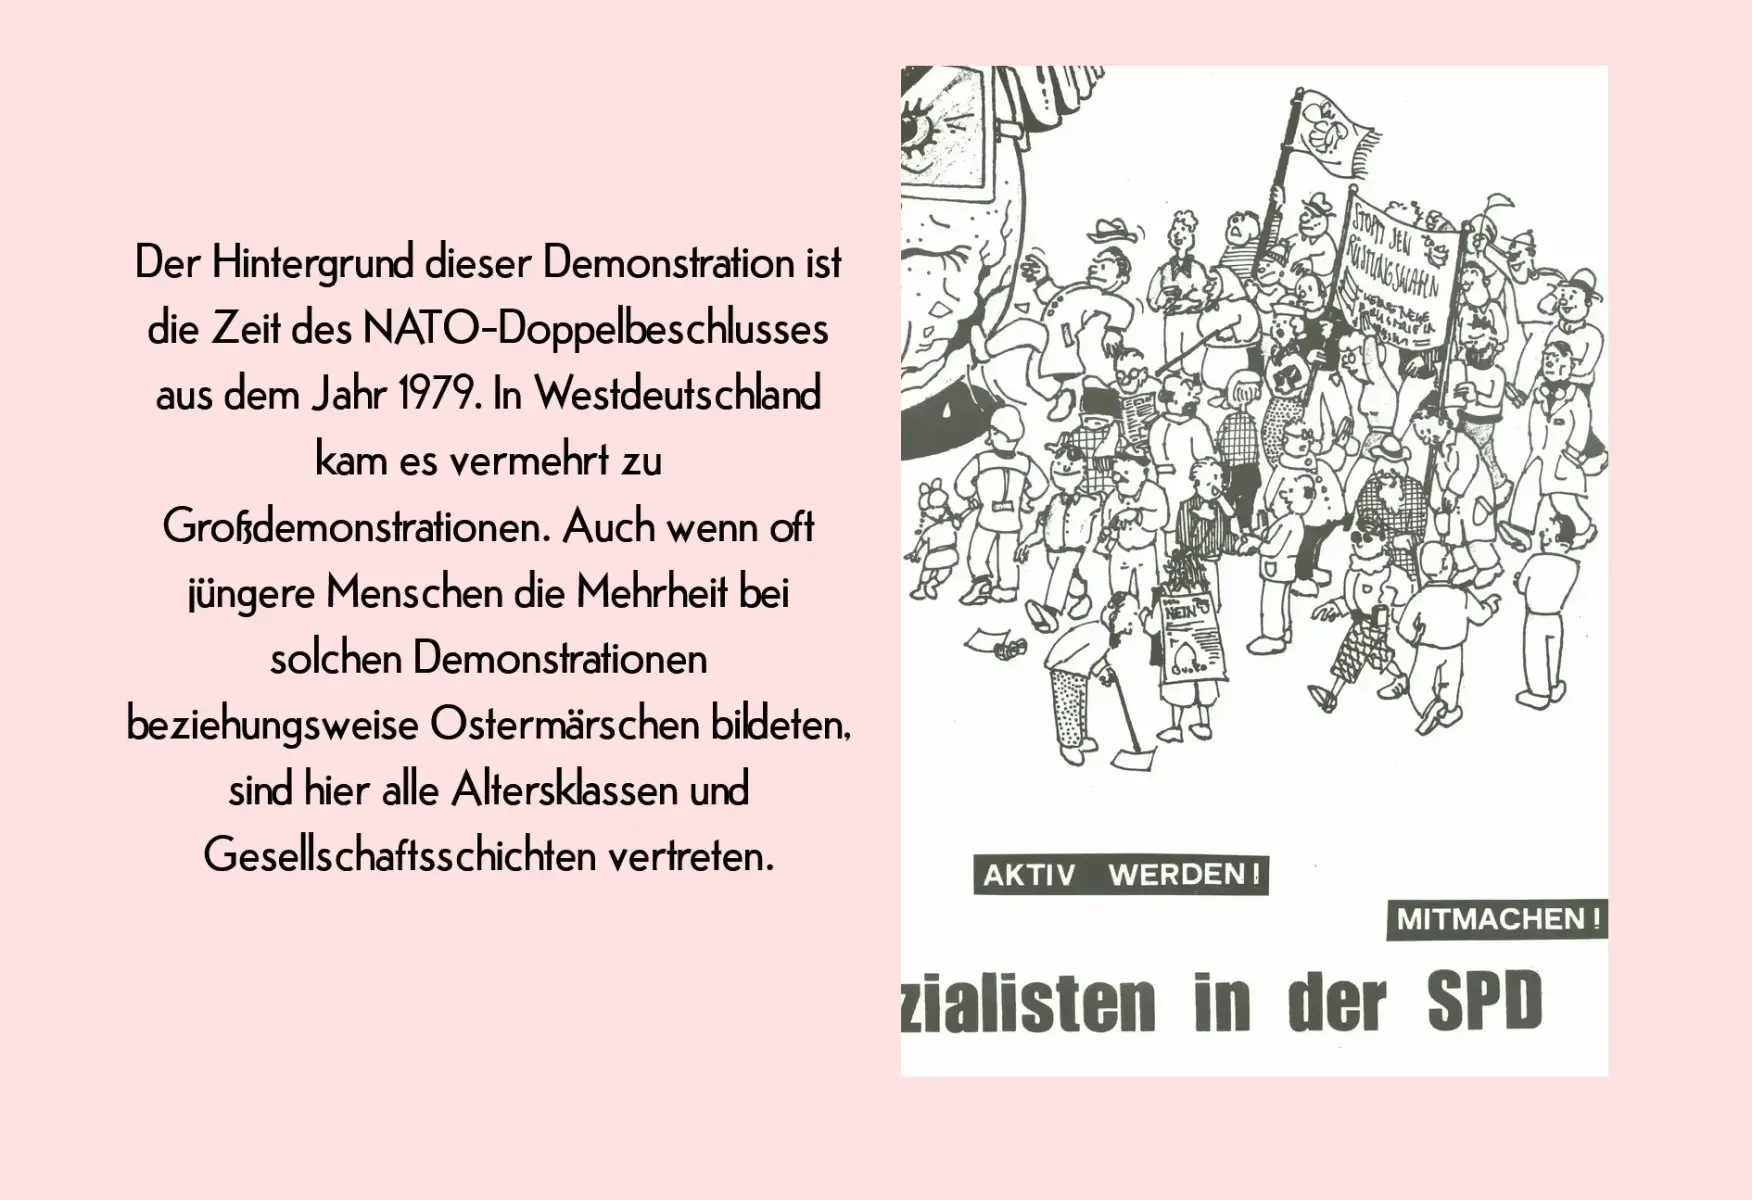 Der Hintergrund dieser Demonstration ist
die Zeit des NATO-Doppelbeschlusses
aus dem Jahr 1979. In Westdeutschland
kam es vermehrt zu
Großdemonstrationen. Auch wenn oft
jüngere Menschen die Mehrheit bei
solchen Demonstrationen
beziehungsweise Ostermärschen bildeten,
sind hier alle Altersklassen und
Gesellschaftsschichten vertreten.
STOPPT DEN
RÜSTUNGSWAHN
NEIN
AKTIV WERDEN!
MITMACHEN!
zialisten in der SPD